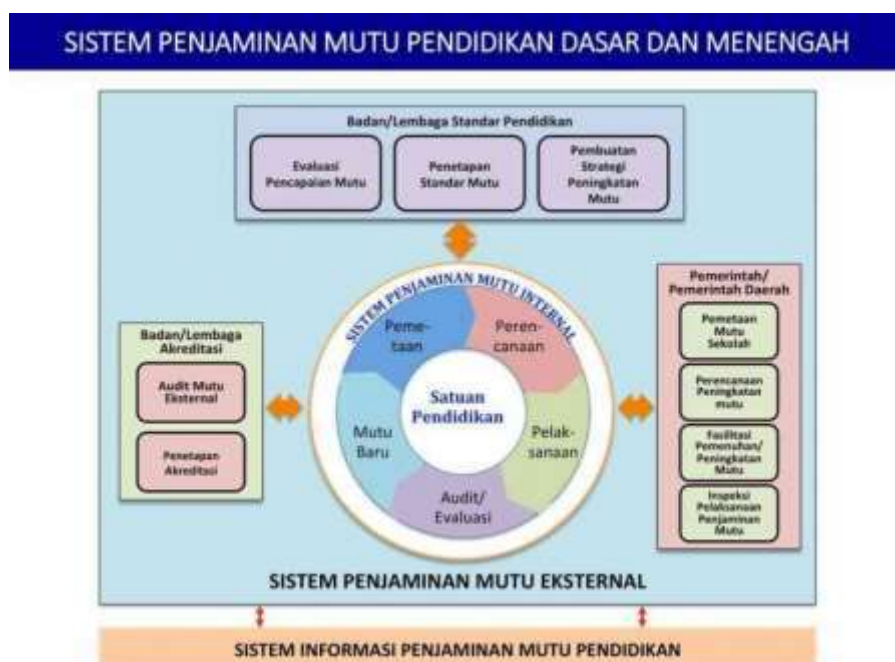 SISTEM PENJAMINAN MUTU PENDIDIKAN DASAR DAN MENENGAH
Badan/Lembaga Standar Pendidikan
Evaluasi
Pencapaian Mutu
Penetapan
Standar Mutu
Pembuatan
Strategi
Peningkatan
Mutu
SISTEM PENJAMINAN MUTU INTERNAL
Peme-
taan
Peren-
canaan
Pelak-
sanaan
Audit/
Evaluasi
Mutu
Baru
Satuan
Pendidikan
Badan/Lembaga
Akreditasi
Audit Mutu
Eksternal
Penetapan
Akreditasi
Pemerintah/
Pemerintah Daerah
Pemetaan
Mutu
Sekolah
Perencanaan
Peningkatan
mutu
Fasilitasi
Pemenuhan/
Peningkatan
Mutu
Inspeksi
Pelaksanaan
Penjaminan
Mutu
SISTEM PENJAMINAN MUTU EKSTERNAL
SISTEM INFORMASI PENJAMINAN MUTU PENDIDIKAN